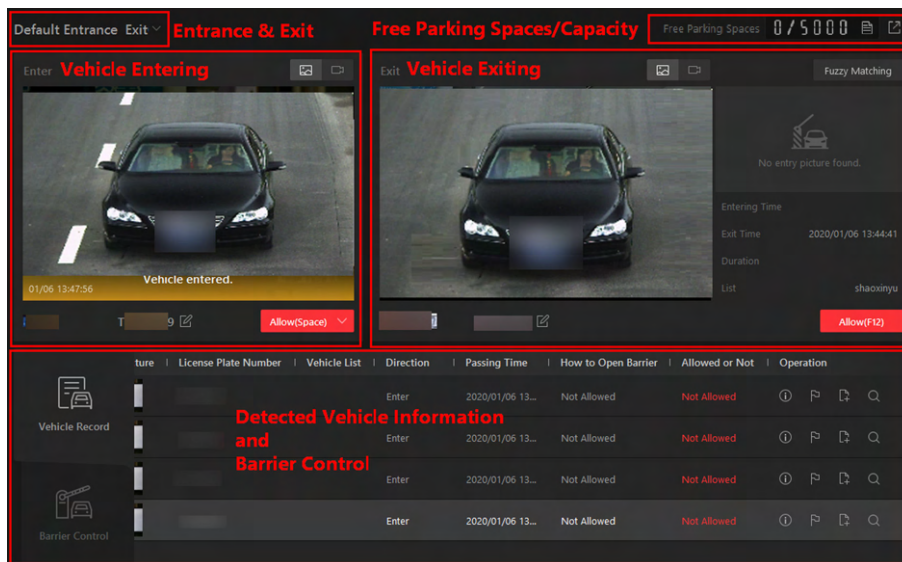 Default Entrance Exit
Entrance & Exit
Free Parking Spaces/Capacity
Free Parking Spaces 0/5000
Enter
Vehicle Entering
Exit
Vehicle Exiting
Fuzzy Matching
No entry picture found.
Entering Time
Exit Time 2020/01/06 13:44:41
Duration
List shaoxinyu
Vehicle entered.
01/06 13:47:56
T 9
Allow(Space)
Allow(F12)
ture License Plate Number Vehicle List Direction Passing Time How to Open Barrier Allowed or Not Operation
Enter 2020/01/06 13... Not Allowed Not Allowed
Vehicle Record
Detected Vehicle Information
and
Barrier Control
Enter 2020/01/06 13... Not Allowed Not Allowed
Enter 2020/01/06 13... Not Allowed Not Allowed
Enter 2020/01/06 13... Not Allowed Not Allowed
Barrier Control